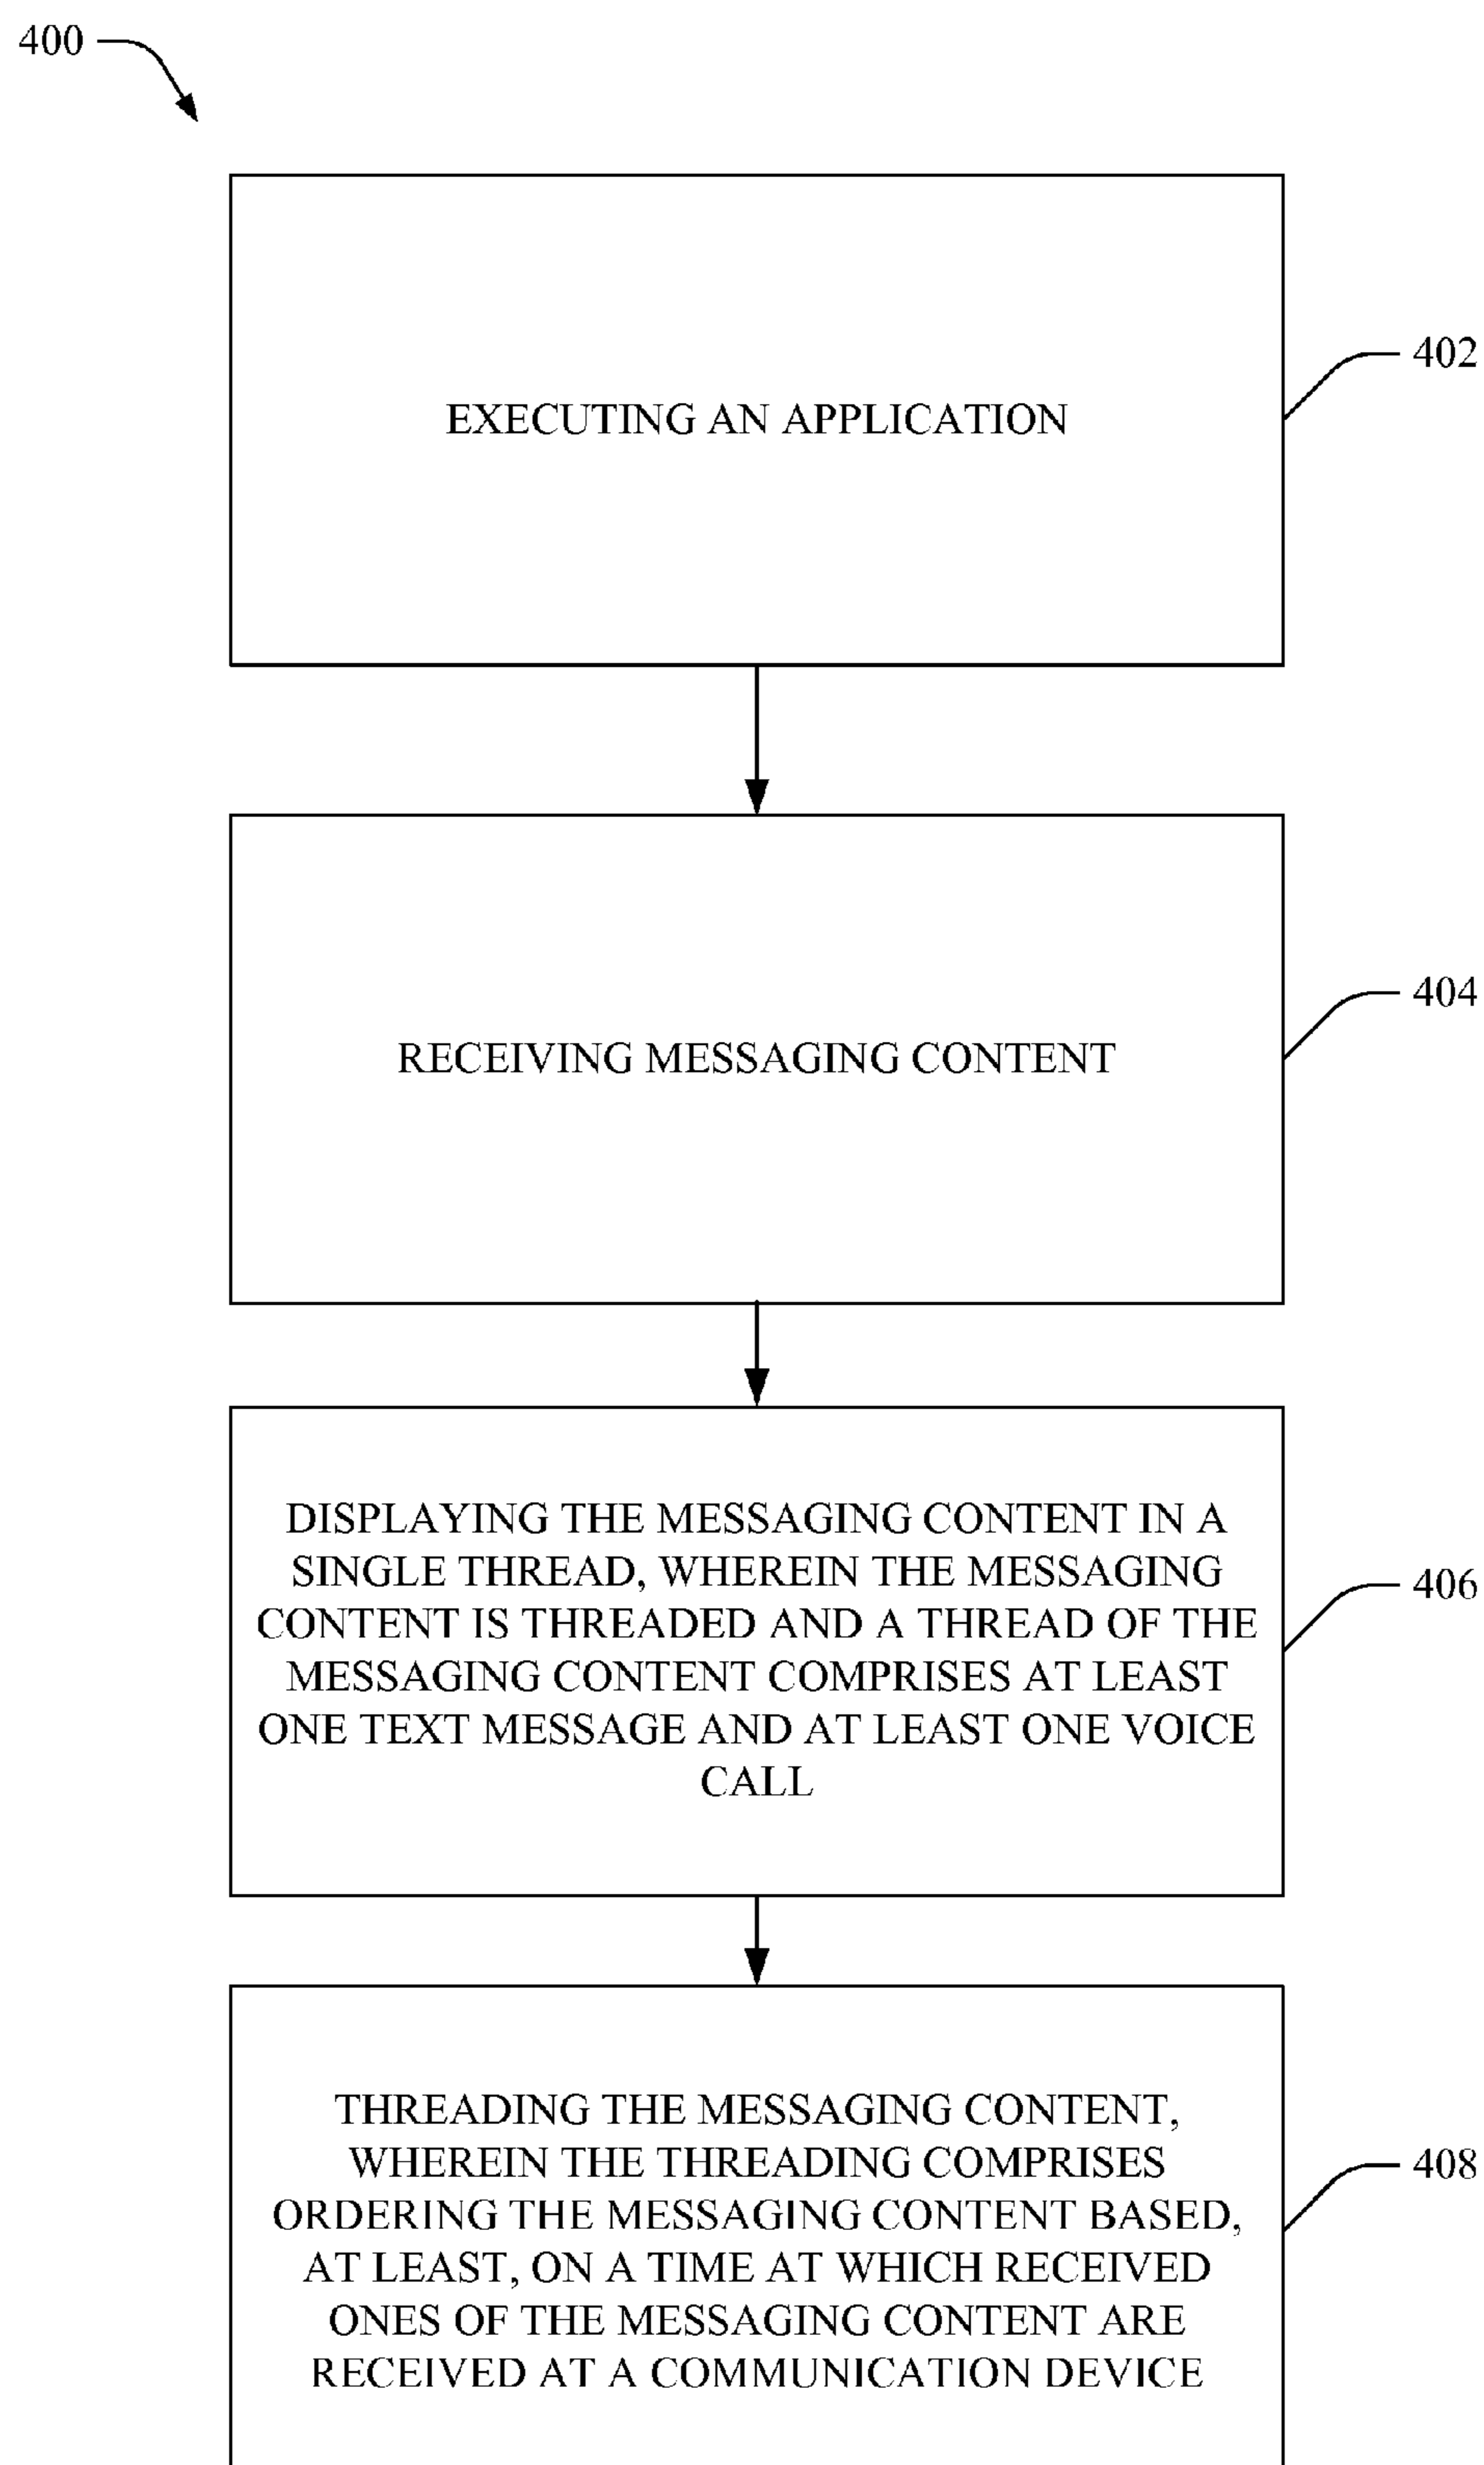 400
EXECUTING AN APPLICATION
402
RECEIVING MESSAGING CONTENT
404
DISPLAYING THE MESSAGING CONTENT IN A
SINGLE THREAD, WHEREIN THE MESSAGING
CONTENT IS THREADED AND A THREAD OF THE
MESSAGING CONTENT COMPRISES AT LEAST
ONE TEXT MESSAGE AND AT LEAST ONE VOICE
CALL
406
THREADING THE MESSAGING CONTENT,
WHEREIN THE THREADING COMPRISES
ORDERING THE MESSAGING CONTENT BASED,
AT LEAST, ON A TIME AT WHICH RECEIVED
ONES OF THE MESSAGING CONTENT ARE
RECEIVED AT A COMMUNICATION DEVICE
408